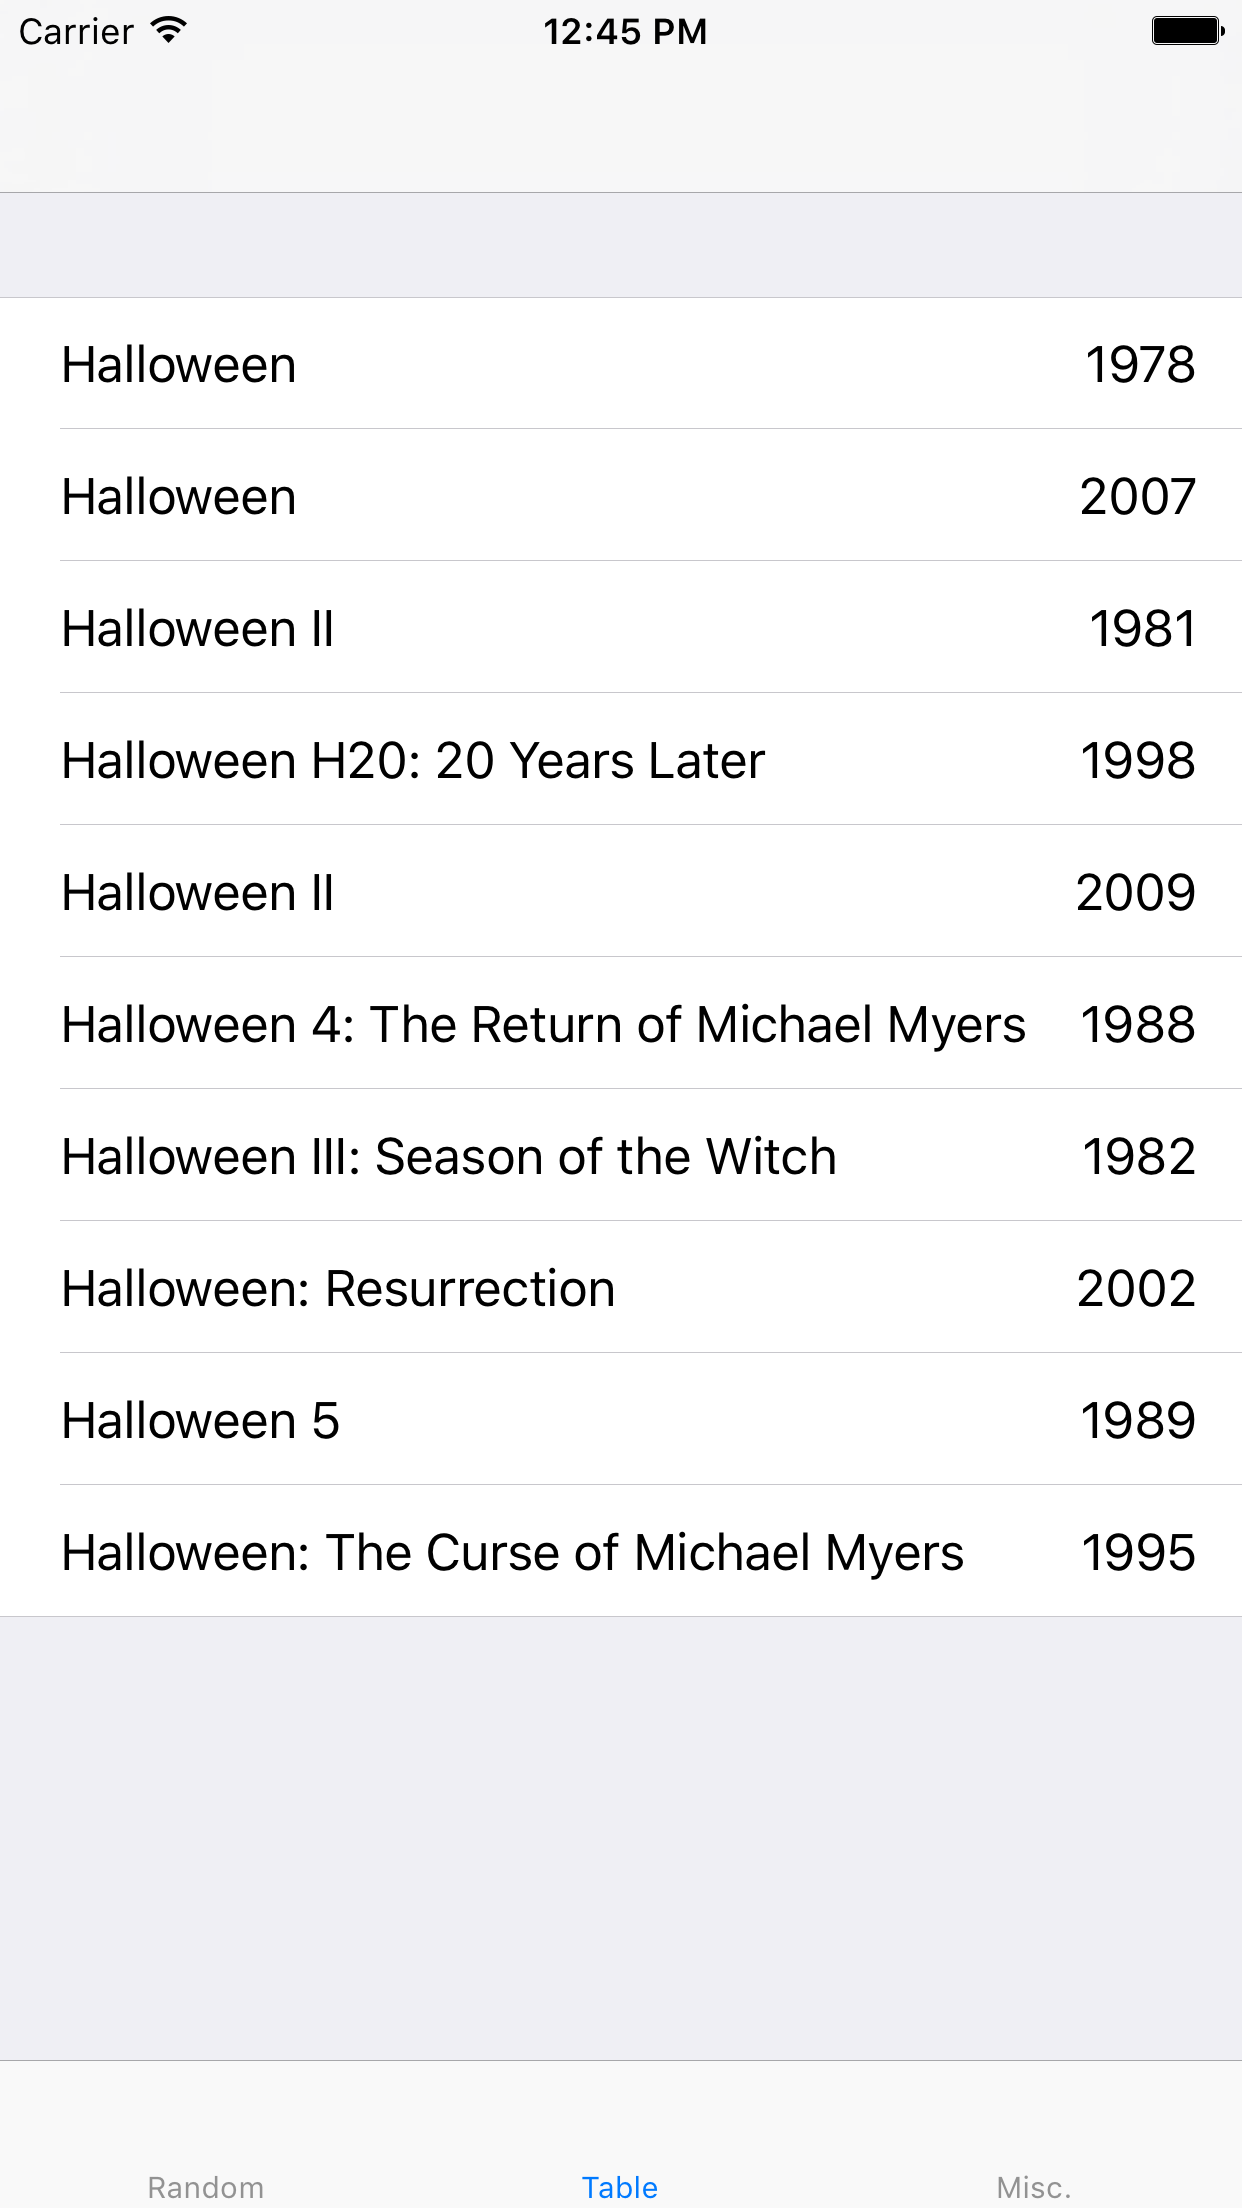 Carrier 12:45 PM
Halloween 1978
Halloween 2007
Halloween II 1981
Halloween H20: 20 Years Later 1998
Halloween II 2009
Halloween 4: The Return of Michael Myers 1988
Halloween III: Season of the Witch 1982
Halloween: Resurrection 2002
Halloween 5 1989
Halloween: The Curse of Michael Myers 1995
Random Table Misc.